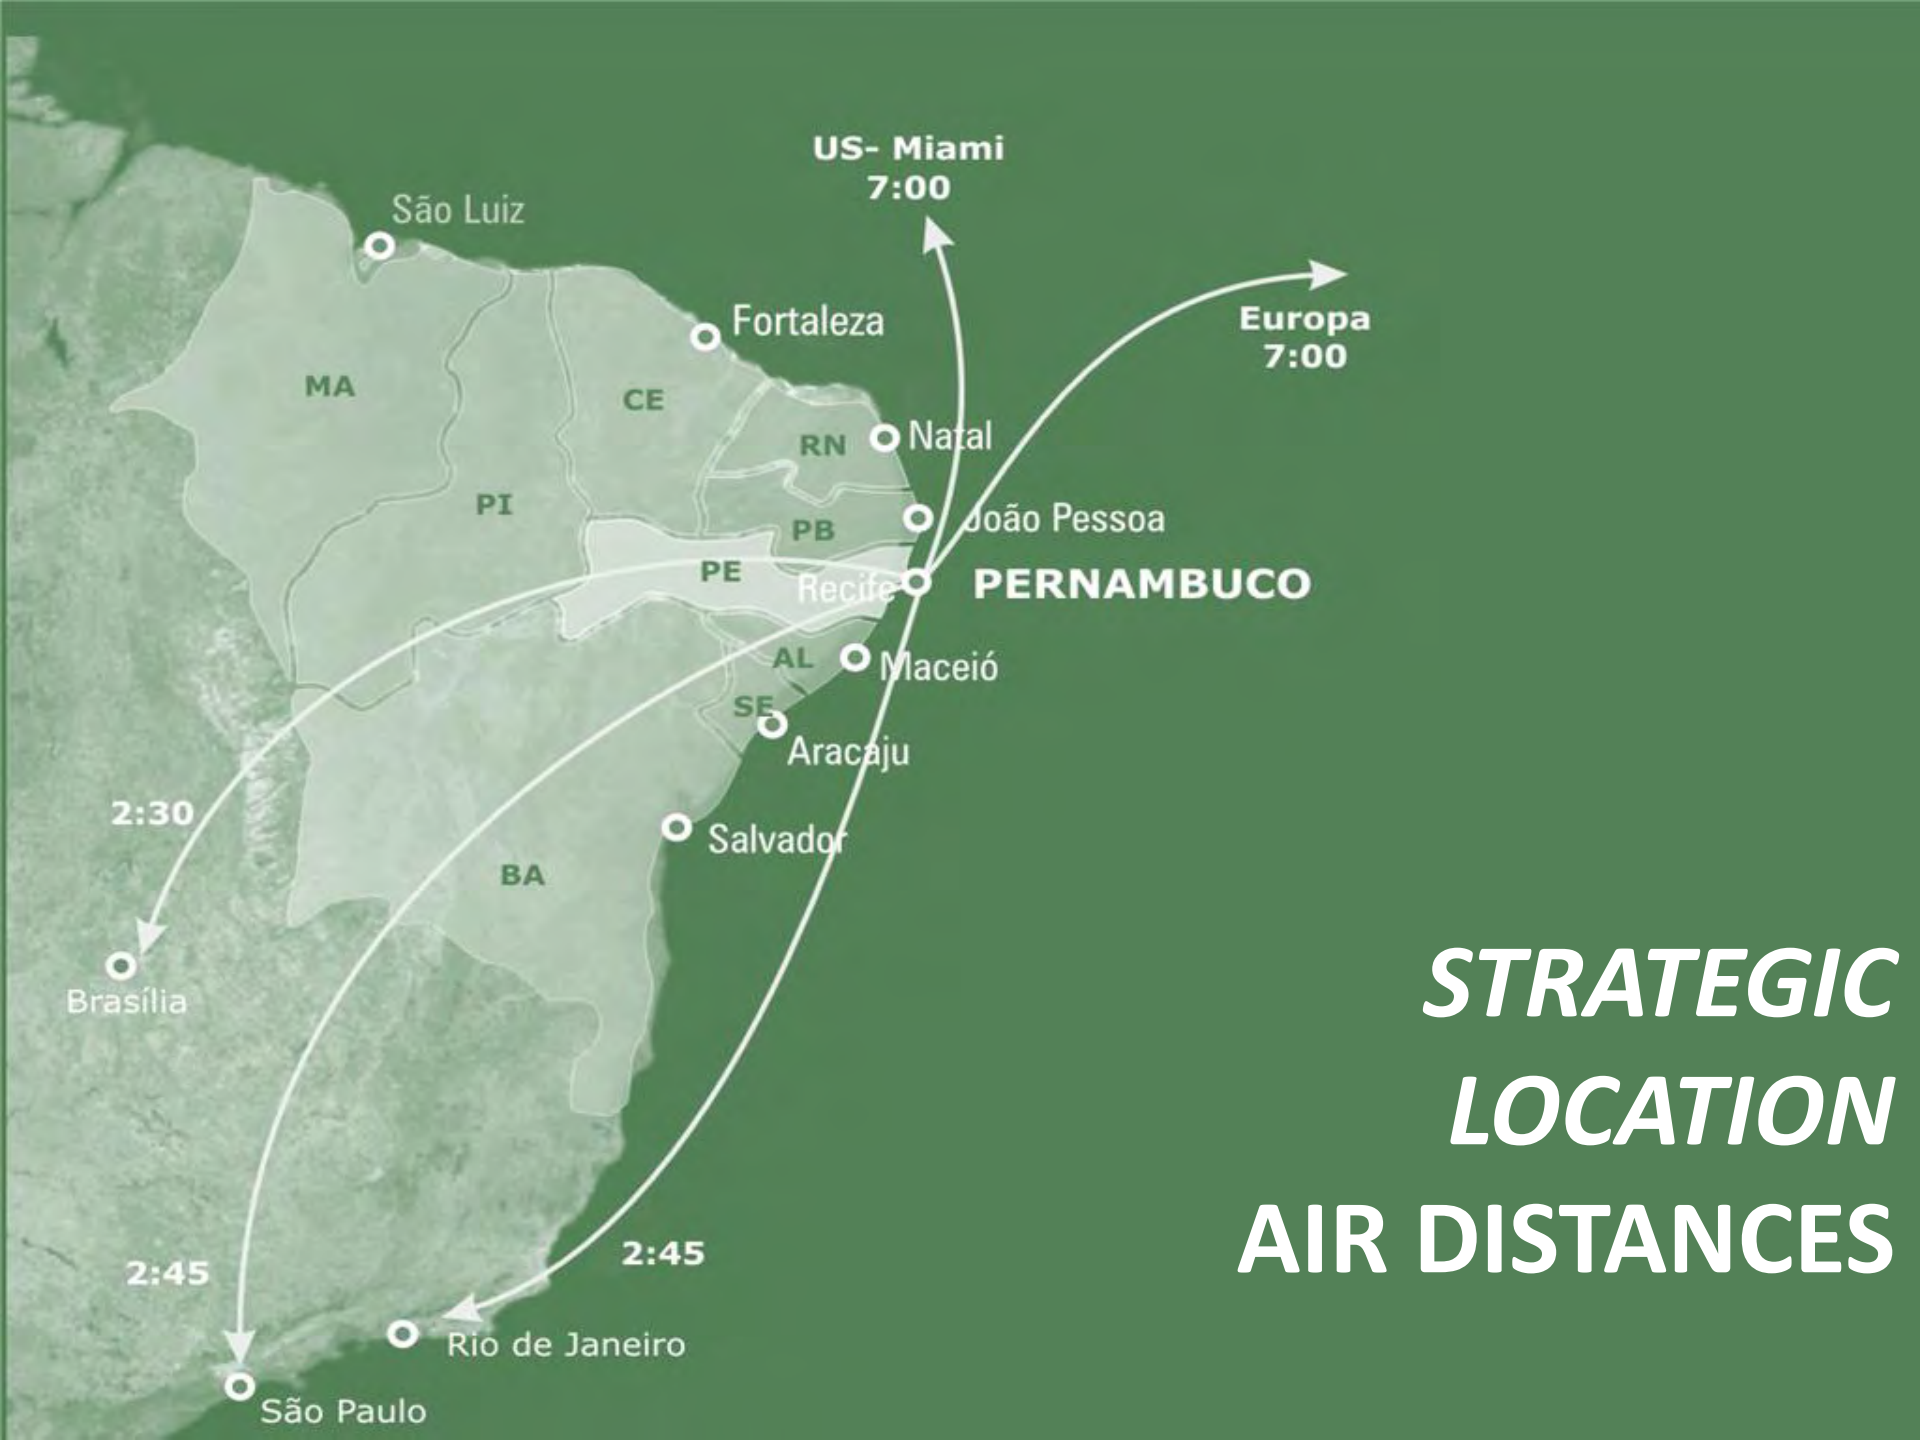 US- Miami
7:00
São Luiz
Europa
7:00
Fortaleza
MA
CE
RN
Natal
PI
PB
João Pessoa
PE
Recife
PERNAMBUCO
AL
Maceió
SE
Aracaju
2:30
Salvador
BA
Brasília
STRATEGIC
LOCATION
AIR DISTANCES
2:45
2:45
Rio de Janeiro
São Paulo